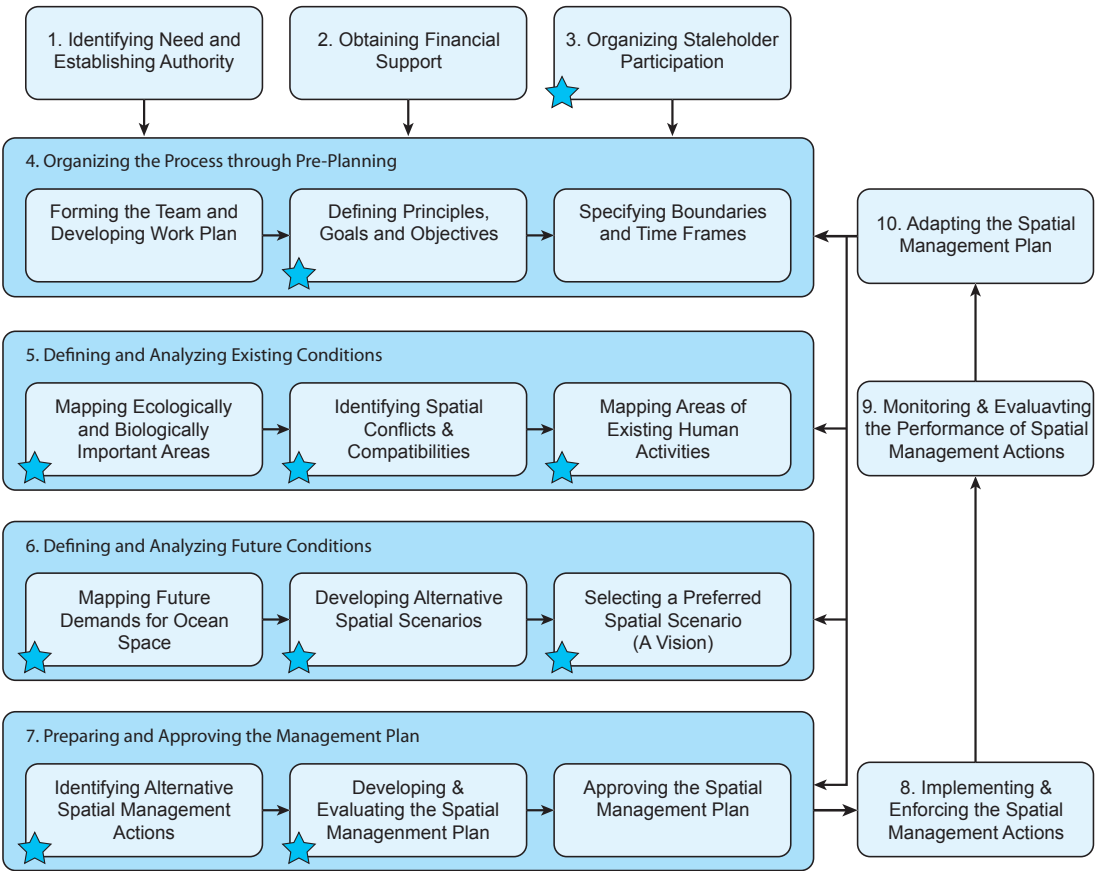 1. Identifying Need and
Establishing Authority
2. Obtaining Financial
Support
3. Organizing Staleholder
Participation
4. Organizing the Process through Pre-Planning
Forming the Team and
Developing Work Plan
Defining Principles,
Goals and Objectives
Specifying Boundaries
and Time Frames
10. Adapting the Spatial
Management Plan
5. Defining and Analyzing Existing Conditions
Mapping Ecologically
and Biologically
Important Areas
Identifying Spatial
Conflicts &
Compatibilities
Mapping Areas of
Existing Human
Activities
9. Monitoring & Evaluavting
the Performance of Spatial
Management Actions
6. Defining and Analyzing Future Conditions
Mapping Future
Demands for Ocean
Space
Developing Alternative
Spatial Scenarios
Selecting a Preferred
Spatial Scenario
(A Vision)
7. Preparing and Approving the Management Plan
Identifying Alternative
Spatial Management
Actions
Developing &
Evaluating the Spatial
Managenment Plan
Approving the Spatial
Management Plan
8. Implementing &
Enforcing the Spatial
Management Actions